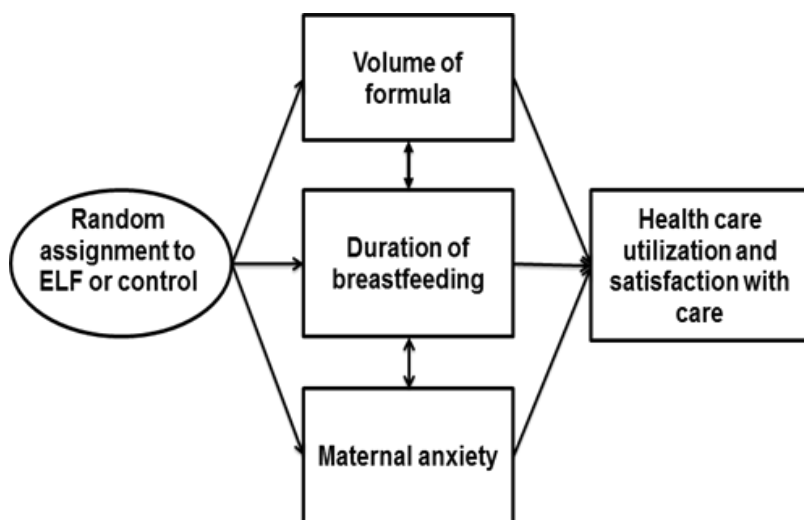 Volume of
formula
Random
assignment to
ELF or control
Duration of
breastfeeding
Health care
utilization and
satisfaction with
care
Maternal anxiety